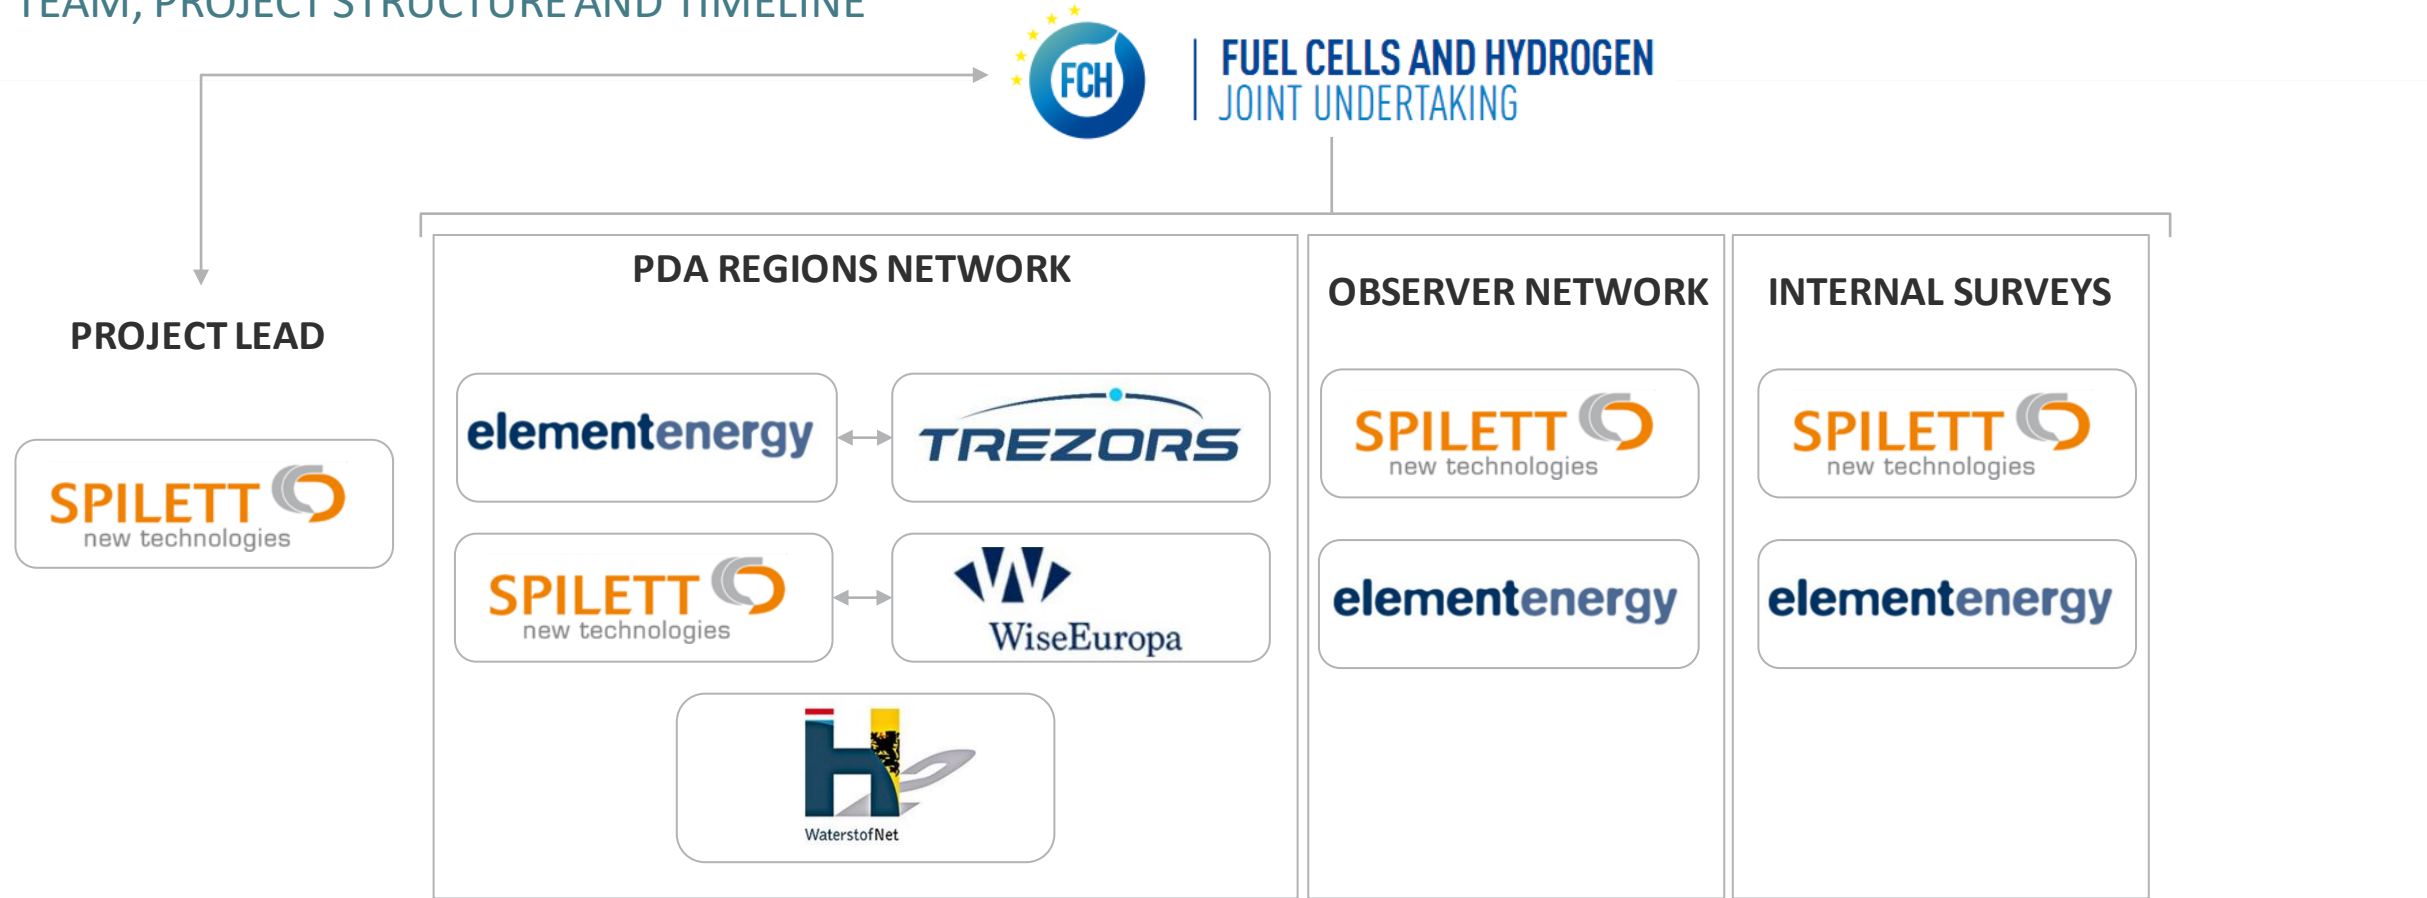 TEAM, PROJECT STRUCTURE AND TIMELINE
FCH
FUEL CELLS AND HYDROGEN
JOINT UNDERTAKING
PROJECT LEAD
SPILETT
new technologies
PDA REGIONS NETWORK
elementenergy
TREZORS
SPILETT
new technologies
WiseEuropa
WaterstofNet
OBSERVER NETWORK
SPILETT
new technologies
elementenergy
INTERNAL SURVEYS
SPILETT
new technologies
elementenergy